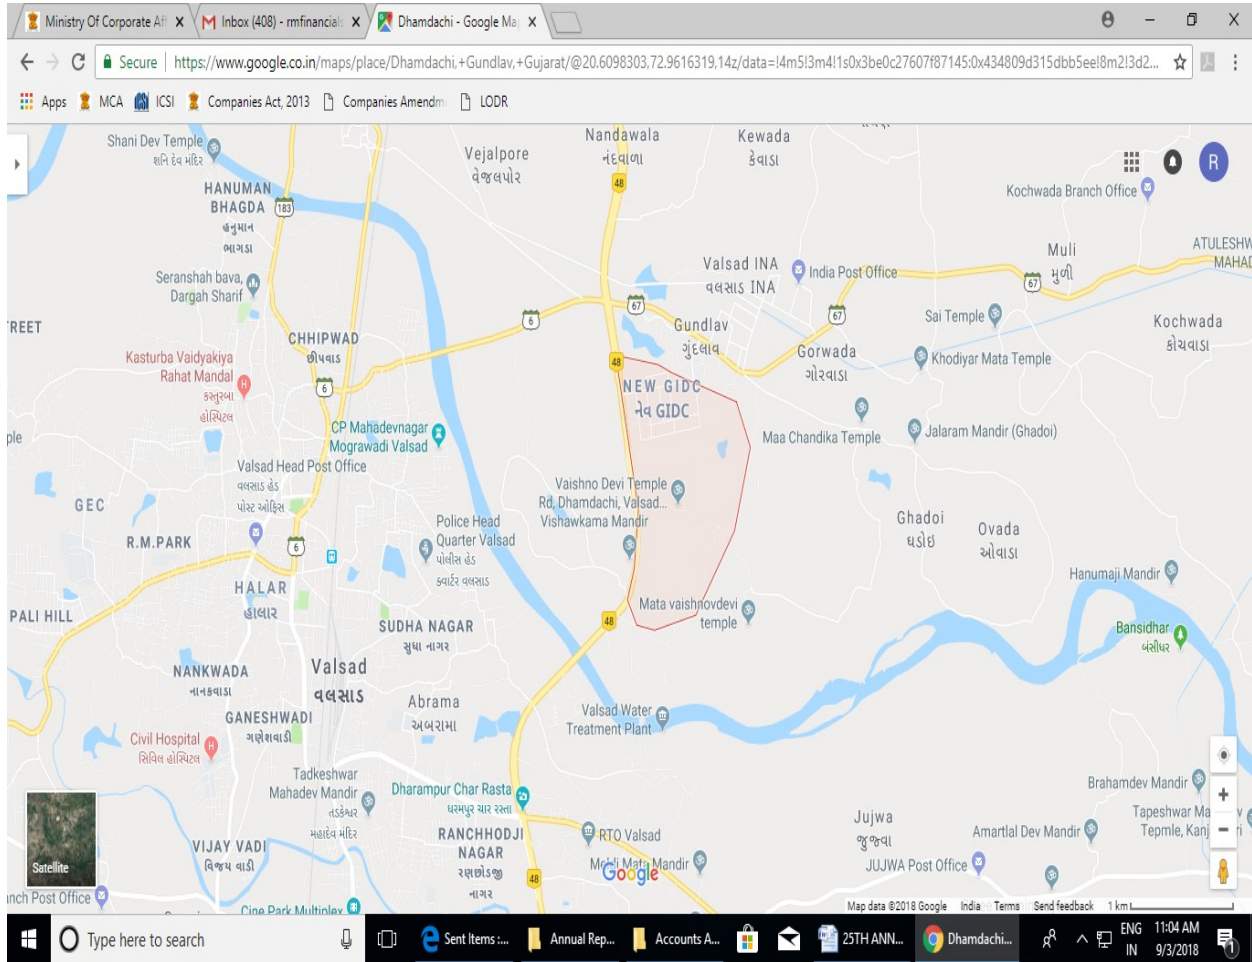 Ministry Of Corporate Aff
Inbox (408) - rmfinancials
Dhamdachi - Google Ma
Secure | https://www.google.co.in/maps/place/Dhamdachi,+Gundlav,+Gujarat/@20.6098303,72.9616319,14z/data=!4m5!3m4!1s0x3be0c27607f87145:0x434809d315dbb5ee!8m2!3d2...
Apps MCA ICSI Companies Act, 2013 Companies Amendm LODR
Shani Dev Temple
શનિ દેવ મંદિર
HANUMAN
BHAGDA
હનુમાન
ભાગડા
183
Vejalpore
વેજલપોર
Nandawala
નંદવાળા
48
Kewada
કેવાડા
R
Kochwada Branch Office
Seranshah bava,
Dargah Sharif
Valsad INA
વલસાડ INA
India Post Office
Muli
મુળી
67
ATULESHW
MAHAD
TREET
CHHIPWAD
છીપવાડ
6
67
Gundlav
ગુંદલાવ
67
Sai Temple
Kochwada
કોચવાડા
Kasturba Vaidyakiya
Rahat Mandal
કસ્તુરબા
હોસ્પિટલ
6
48
NEW GIDC
નેવ GIDC
Gorwada
ગોરવાડા
Khodiyar Mata Temple
ple
CP Mahadevnagar
Mograwadi Valsad
Maa Chandika Temple
Jalaram Mandir (Ghadoi)
Valsad Head Post Office
વલસાડ હેડ
પોસ્ટ ઓફિસ
GEC
R.M.PARK
6
Police Head
Quarter Valsad
પોલીસ હેડ
ક્વાર્ટર વલસાડ
Vaishno Devi Temple
Rd, Dhamdachi, Valsad...
Vishawkama Mandir
Ghadoi
ઘડોઇ
Ovada
ઓવાડા
Hanumaji Mandir
HALAR
હાલાર
PALI HILL
SUDHA NAGAR
સુધા નાગર
48
Mata vaishnovdevi
temple
Bansidhar
બંસીધર
NANKWADA
નાનકવાડા
Valsad
વલસાડ
GANESHWADI
ગણેશવાડી
Abrama
અબરામા
Valsad Water
Treatment Plant
Civil Hospital
સિવિલ હોસ્પિટલ
Tadkeshwar
Mahadev Mandir
તડકેશ્વર
મહાદેવ મંદિર
Dharampur Char Rasta
ધરમપુર ચાર રસ્તા
Brahamdev Mandir
Satellite
VIJAY VADI
વિજય વાડી
RANCHHODJI
NAGAR
રણછોડજી
નાગર
48
RTO Valsad
Mata Mandir
Google
Jujwa
જુજવા
JUJWA Post Office
Amartlal Dev Mandir
Tapeshwar Ma
Tepmle, Kanj
nch Post Office
Cine Park Multiplex
Map data ©2018 Google India Terms Send feedback 1 km
Type here to search
Sent Items :... Annual Rep... Accounts A... 25TH ANN... Dhamdachi...
ENG
IN
11:04 AM
9/3/2018
1